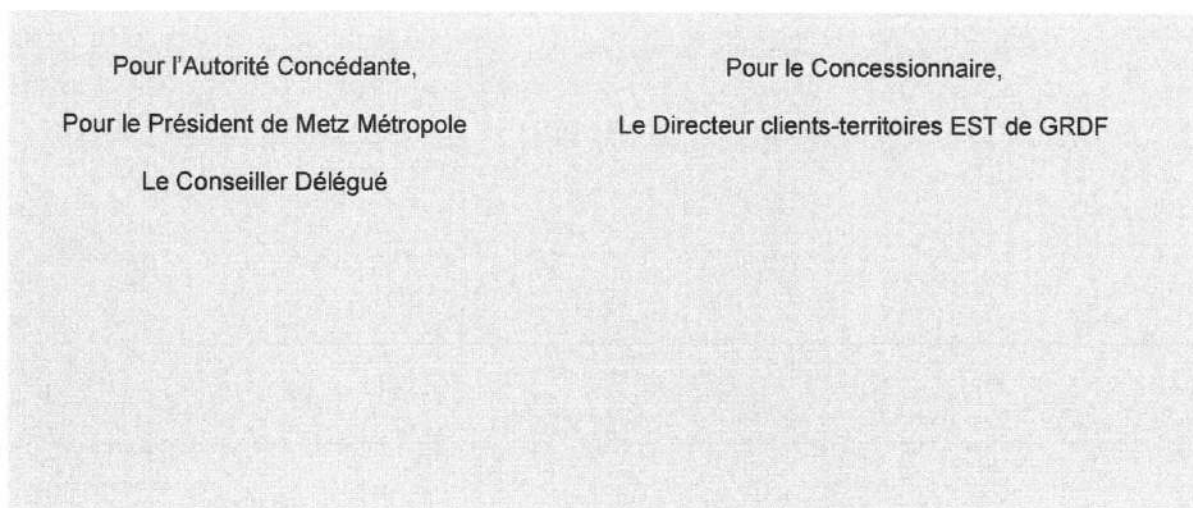 Pour l'Autorité Concédante,
Pour le Président de Metz Métropole
Le Conseiller Délégué
Pour le Concessionnaire,
Le Directeur clients-territoires EST de GRDF